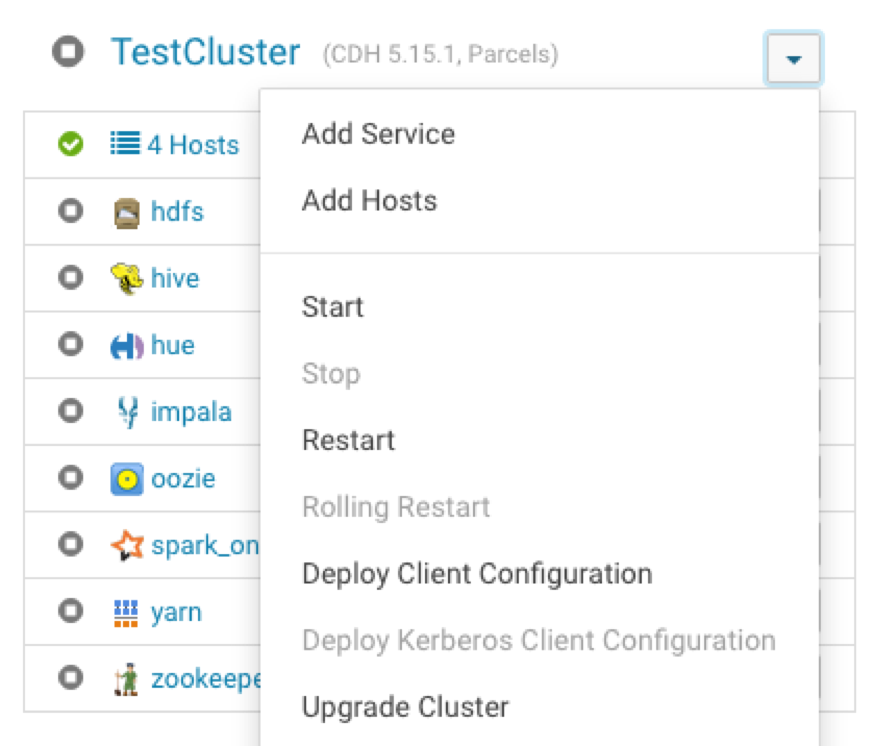 TestCluster (CDH 5.15.1, Parcels)
4 Hosts
hdfs
hive
hue
impala
oozie
spark_on
yarn
zookeepe
Add Service
Add Hosts
Start
Stop
Restart
Rolling Restart
Deploy Client Configuration
Deploy Kerberos Client Configuration
Upgrade Cluster